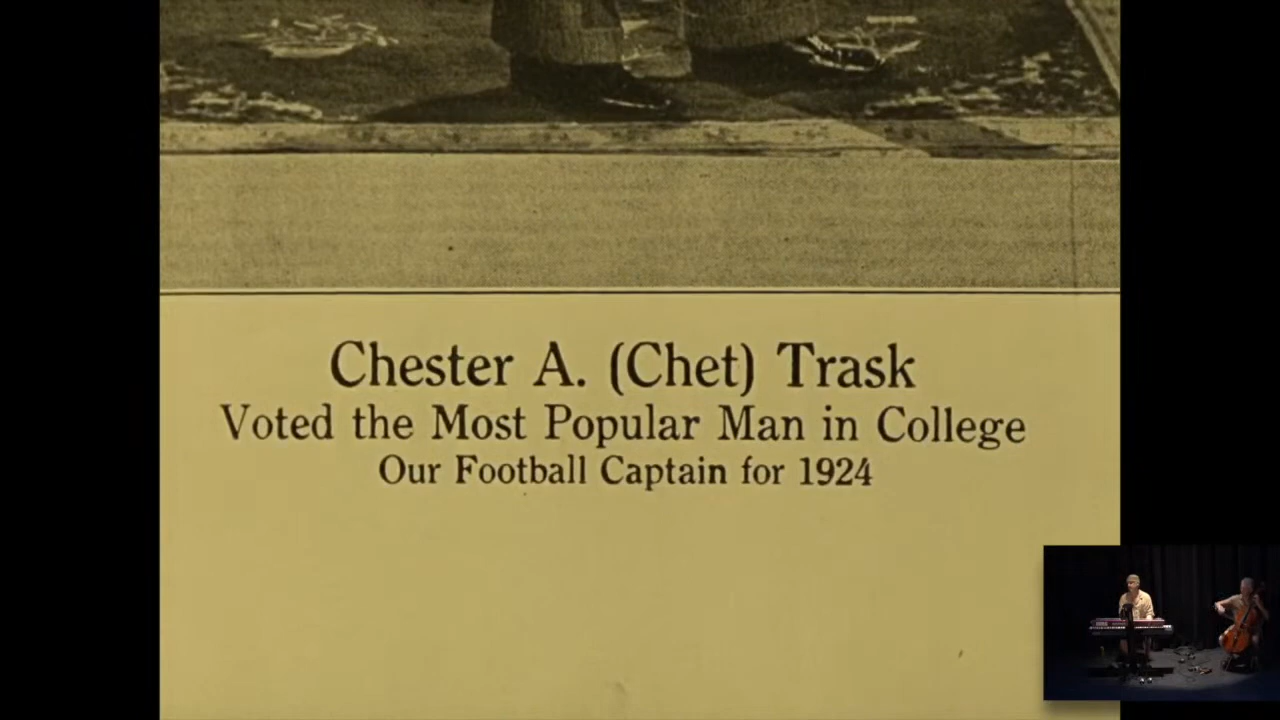 Chester A. (Chet) Trask
Voted the Most Popular Man in College
Our Football Captain for 1924